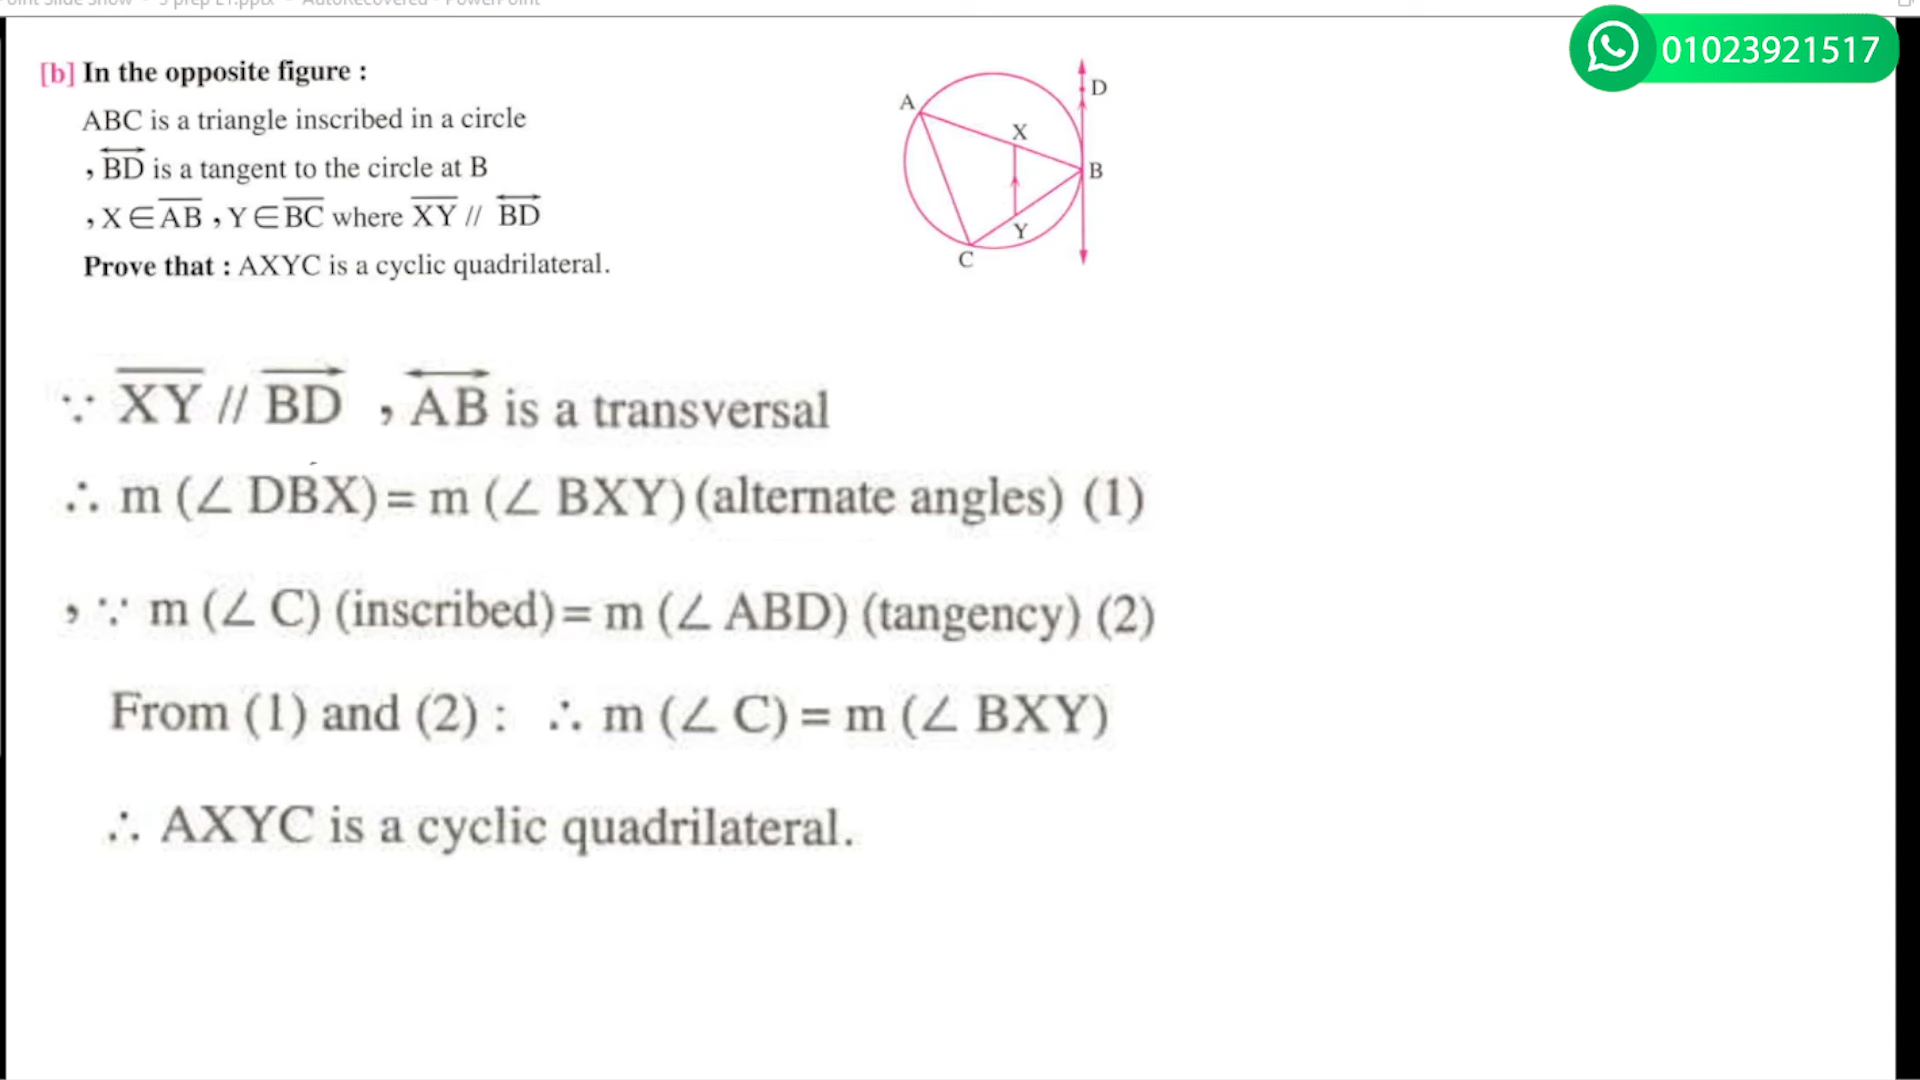 [b] In the opposite figure :
ABC is a triangle inscribed in a circle
, BD is a tangent to the circle at B
, X ∈ AB , Y ∈ BC where XY // BD
Prove that : AXYC is a cyclic quadrilateral.
A
X
D
B
Y
C
01023921517
∵ XY // BD , AB is a transversal
∴ m (∠ DBX) = m (∠ BXY) (alternate angles) (1)
, ∵ m (∠ C) (inscribed) = m (∠ ABD) (tangency) (2)
From (1) and (2) : ∴ m (∠ C) = m (∠ BXY)
∴ AXYC is a cyclic quadrilateral.